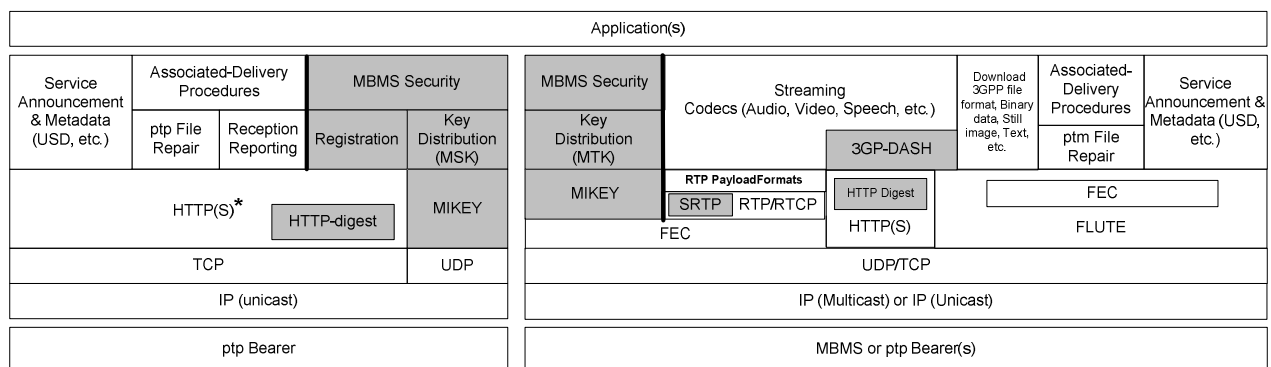 Application(s)
Service
Announcement
& Metadata
(USD, etc.)
Associated-Delivery
Procedures
ptp File
Repair
Reception
Reporting
MBMS Security
Registration
Key
Distribution
(MSK)
HTTP(S)*
HTTP-digest
MIKEY
TCP
UDP
IP (unicast)
ptp Bearer
MBMS Security
Key
Distribution
(MTK)
MIKEY
Streaming
Codecs (Audio, Video, Speech, etc.)
3GP-DASH
RTP PayloadFormats
SRTP
RTP/RTCP
FEC
HTTP Digest
HTTP(S)
Download
3GPP file
format, Binary
data, Still
image, Text,
etc.
Associated-
Delivery
Procedures
ptm File
Repair
Service
Announcement &
Metadata (USD,
etc.)
FEC
FLUTE
UDP/TCP
IP (Multicast) or IP (Unicast)
MBMS or ptp Bearer(s)